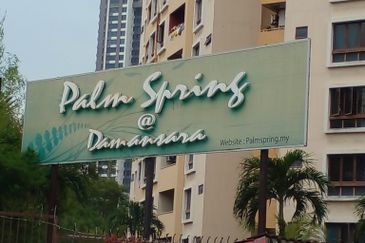 Palm Spring
@
Damansara
Website : Palmspring.my